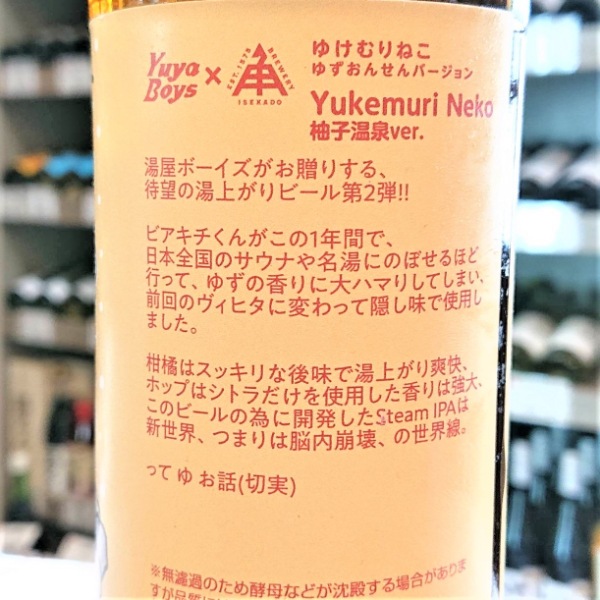 Yuya
Boys
×
EST. 1575
BREWERY
ISEKADO
ゆけむりねこ
ゆずおんせんバージョン
Yukemuri Neko
柚子温泉ver.
湯屋ボーイズがお贈りする、
待望の湯上がりビール第2弾!!
ビアキチくんがこの1年間で、
日本全国のサウナや名湯にのぼせるほど
行って、ゆずの香りに大ハマりしてしまい、
前回のヴィヒタに変わって隠し味で使用し
ました。
柑橘はスッキリな後味で湯上がり爽快、
ホップはシトラだけを使用した香りは強大、
このビールの為に開発したSteam IPAは
新世界、つまりは脳内崩壊、の世界線。
って ゆ お話(切実)
※無濾過のため酵母などが沈殿する場合がありま
すが品質に